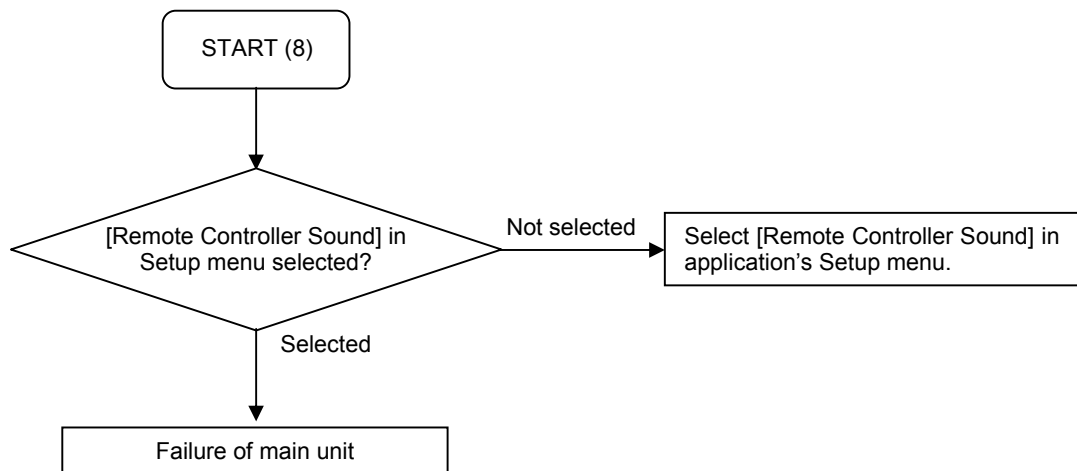 START (8)
[Remote Controller Sound] in
Setup menu selected?
Not selected
Select [Remote Controller Sound] in
application’s Setup menu.
Selected
Failure of main unit